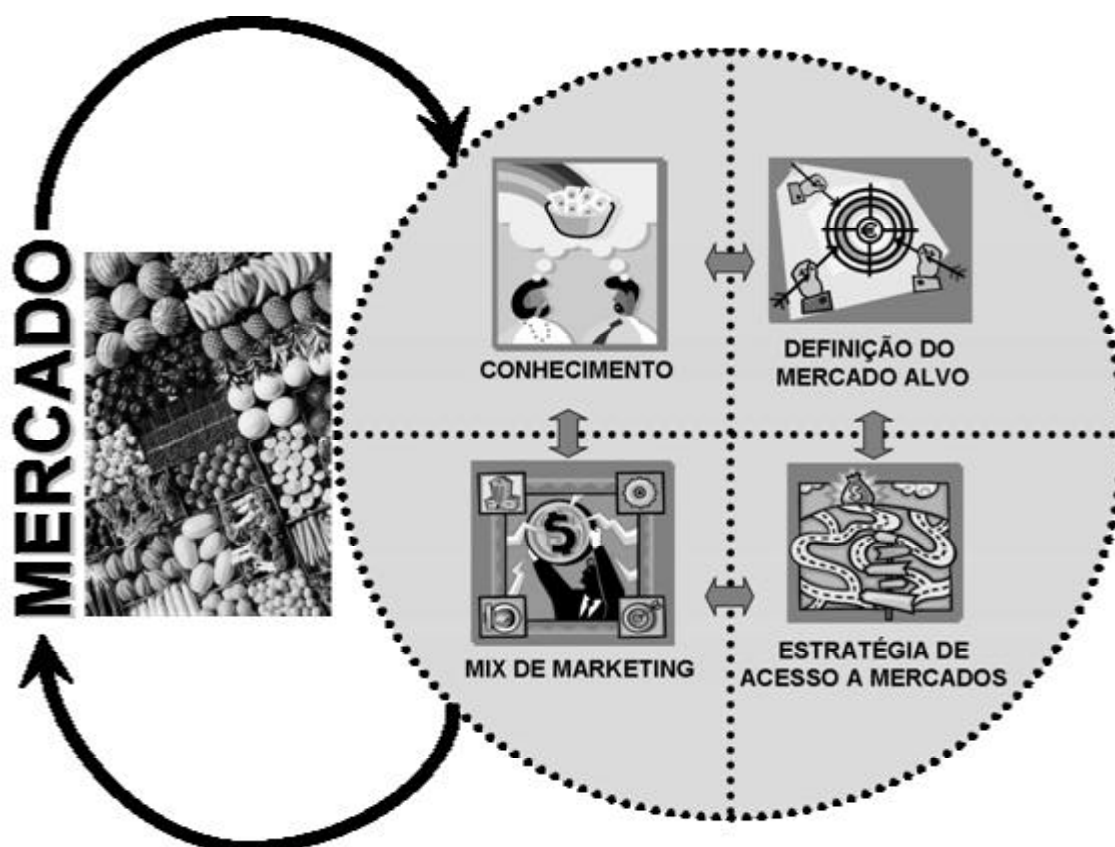 MERCADO
CONHECIMENTO
DEFINIÇÃO DO
MERCADO ALVO
MIX DE MARKETING
ESTRATÉGIA DE
ACESSO A MERCADOS
€
$
$